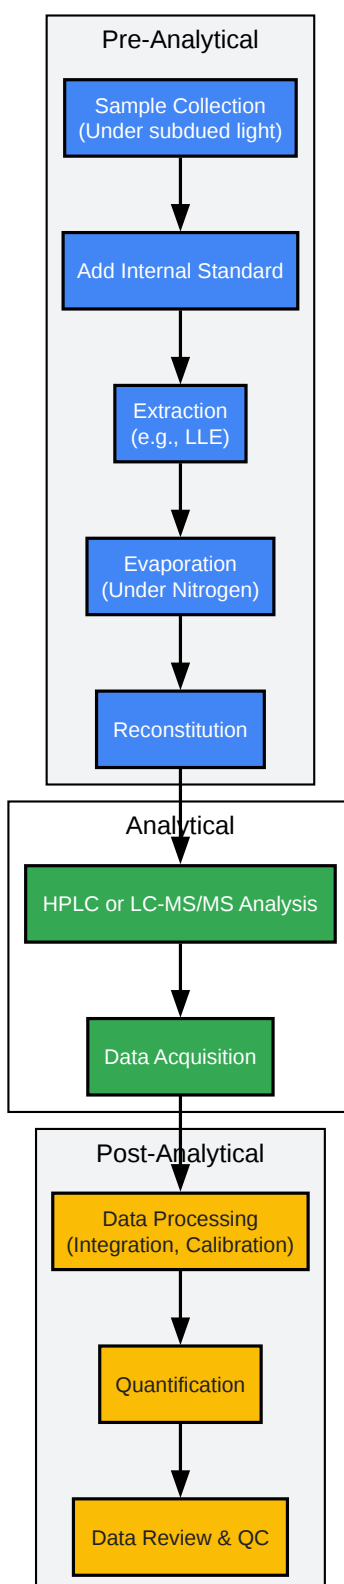 Pre-Analytical
Sample Collection
(Under subdued light)
Add Internal Standard
Extraction
(e.g., LLE)
Evaporation
(Under Nitrogen)
Reconstitution
Analytical
HPLC or LC-MS/MS Analysis
Data Acquisition
Post-Analytical
Data Processing
(Integration, Calibration)
Quantification
Data Review & QC